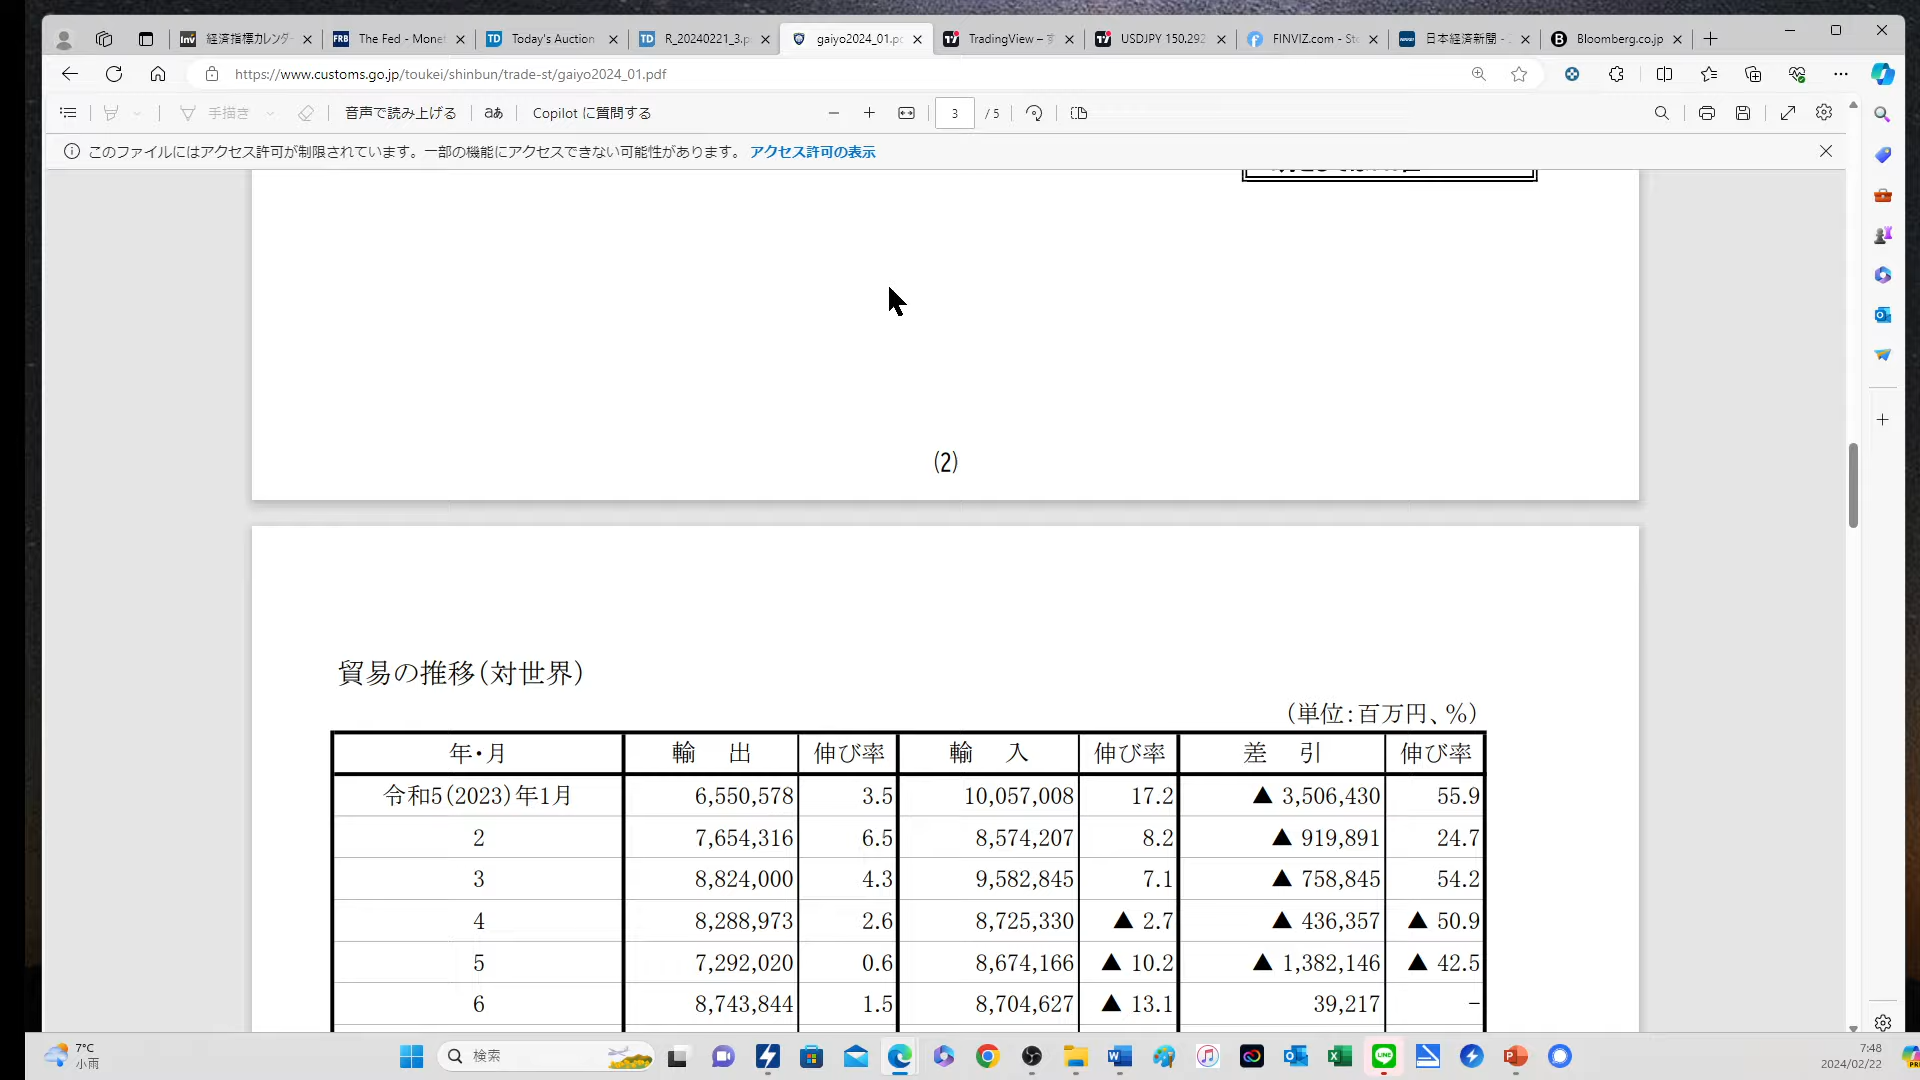 経済指標カレンダ
The Fed - Mone
Today's Auction
R_20240221_3.p
gaiyo2024_01.pc
TradingView – す
USDJPY 150.292
FINVIZ.com - Sto
日本経済新聞 -
Bloomberg.co.jp
https://www.customs.go.jp/toukei/shinbun/trade-st/gaiyo2024_01.pdf
手描き
音声で読み上げる
aあ
Copilot に質問する
3 / 5
このファイルにはアクセス許可が制限されています。一部の機能にアクセスできない可能性があります。 アクセス許可の表示
(2)
貿易の推移(対世界)
(単位:百万円、%)
年・月 輸 出 伸び率 輸 入 伸び率 差 引 伸び率
令和5(2023)年1月 6,550,578 3.5 10,057,008 17.2 ▲ 3,506,430 55.9
2 7,654,316 6.5 8,574,207 8.2 ▲ 919,891 24.7
3 8,824,000 4.3 9,582,845 7.1 ▲ 758,845 54.2
4 8,288,973 2.6 8,725,330 ▲ 2.7 ▲ 436,357 ▲ 50.9
5 7,292,020 0.6 8,674,166 ▲ 10.2 ▲ 1,382,146 ▲ 42.5
6 8,743,844 1.5 8,704,627 ▲ 13.1 39,217 –
7°C
小雨
検索
7:48
2024/02/22